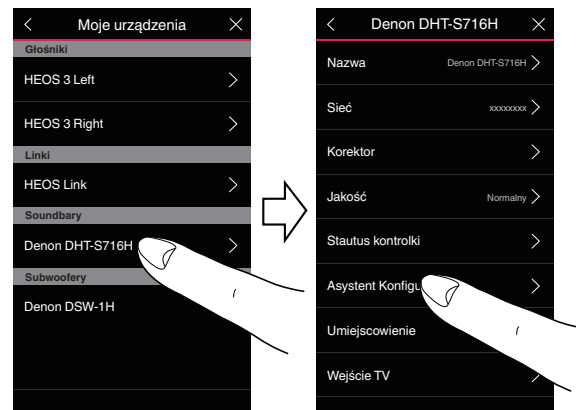 Moje urządzenia
Głośniki
HEOS 3 Left
HEOS 3 Right
Linki
HEOS Link
Soundbary
Denon DHT-S716H
Subwoofery
Denon DSW-1H
Denon DHT-S716H
Nazwa Denon DHT-S716H
Sieć xxxxxxxx
Korektor
Jakość Normalny
Stautus kontrolki
Asystent Konfigu
Umiejscowienie
Wejście TV